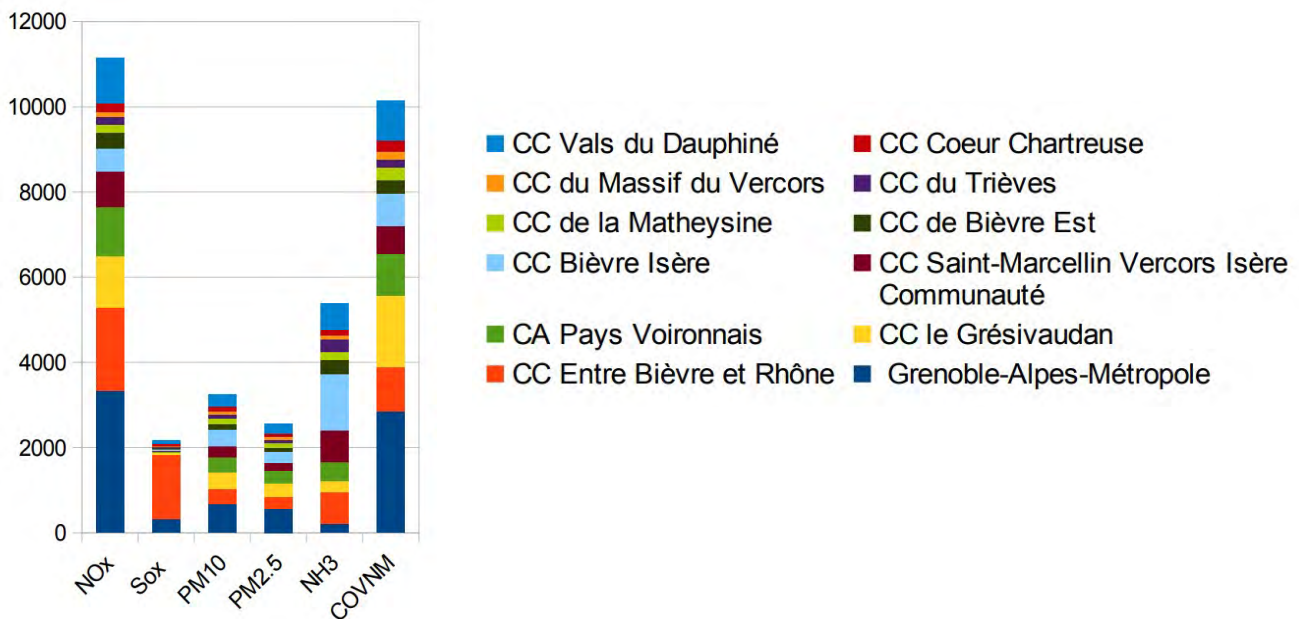 12000
10000
8000
6000
4000
2000
0
NOx
Sox
PM10
PM2.5
NH3
COVNM
CC Vals du Dauphiné
CC Coeur Chartreuse
CC du Massif du Vercors
CC du Trièves
CC de la Matheysine
CC de Bièvre Est
CC Bièvre Isère
CC Saint-Marcellin Vercors Isère
Communauté
CA Pays Voironnais
CC le Grésivaudan
CC Entre Bièvre et Rhône
Grenoble-Alpes-Métropole